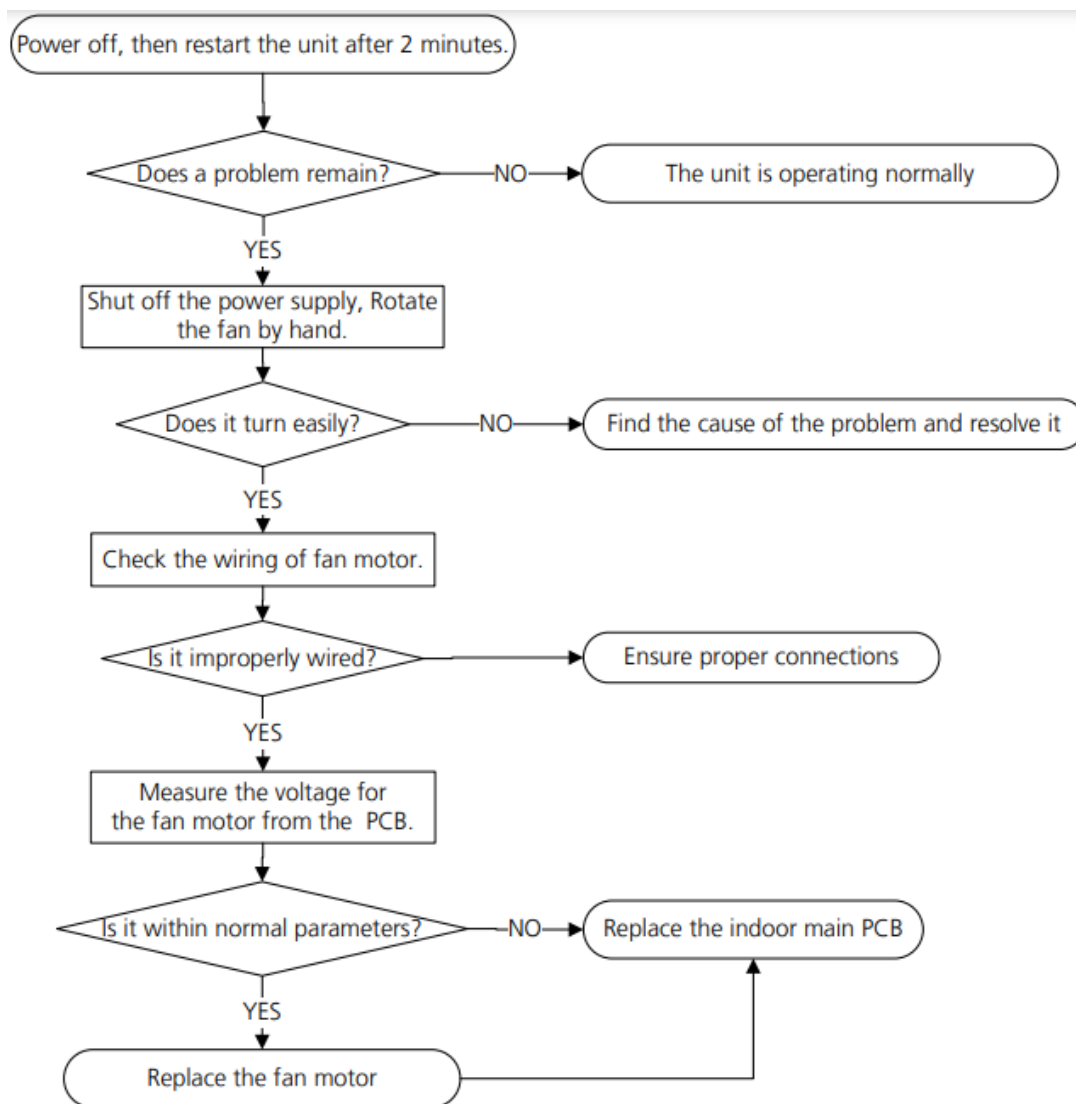 Power off, then restart the unit after 2 minutes.
Does a problem remain?
NO
The unit is operating normally
YES
Shut off the power supply, Rotate
the fan by hand.
Does it turn easily?
NO
Find the cause of the problem and resolve it
YES
Check the wiring of fan motor.
Is it improperly wired?
Ensure proper connections
YES
Measure the voltage for
the fan motor from the PCB.
Is it within normal parameters?
NO
Replace the indoor main PCB
YES
Replace the fan motor